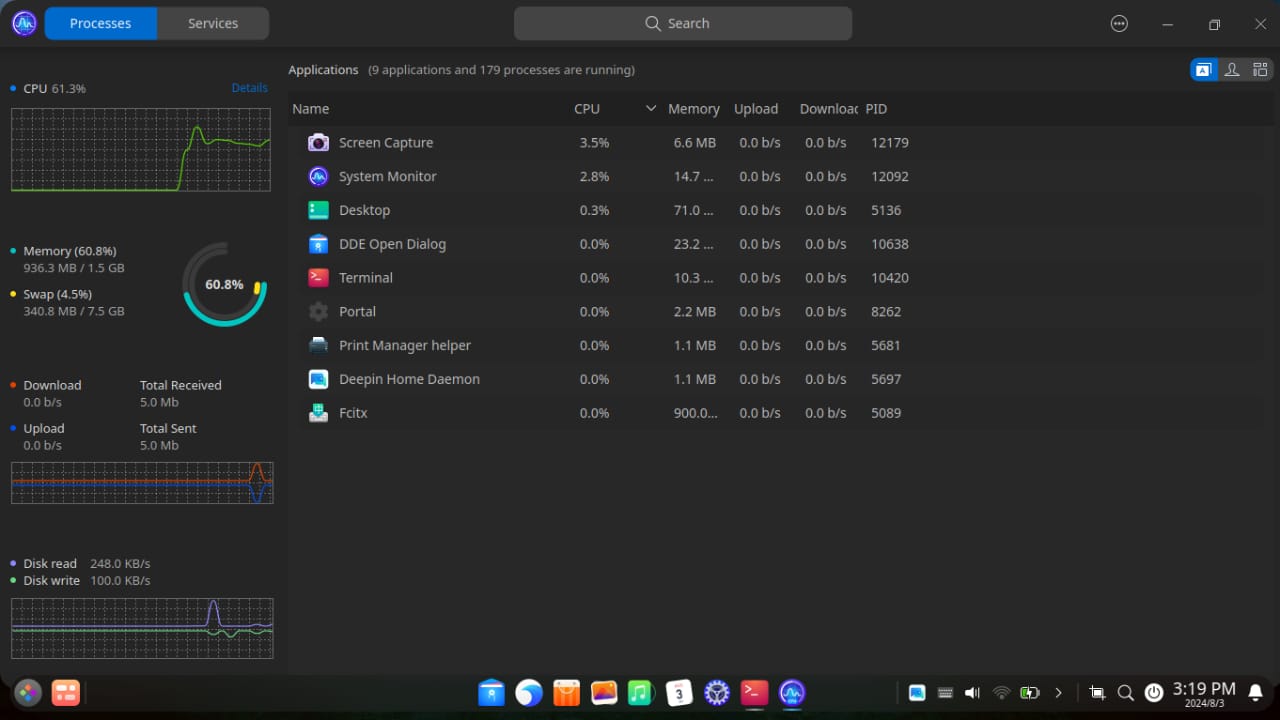 Processes
Services
Search
CPU 61.3%
Details
Memory (60.8%)
936.3 MB / 1.5 GB
Swap (4.5%)
340.8 MB / 7.5 GB
60.8%
Download
0.0 b/s
Total Received
5.0 Mb
Upload
0.0 b/s
Total Sent
5.0 Mb
Disk read 248.0 KB/s
Disk write 100.0 KB/s
Applications (9 applications and 179 processes are running)
Name CPU Memory Upload Download PID
Screen Capture 3.5% 6.6 MB 0.0 b/s 0.0 b/s 12179
System Monitor 2.8% 14.7 ... 0.0 b/s 0.0 b/s 12092
Desktop 0.3% 71.0 ... 0.0 b/s 0.0 b/s 5136
DDE Open Dialog 0.0% 23.2 ... 0.0 b/s 0.0 b/s 10638
Terminal 0.0% 10.3 ... 0.0 b/s 0.0 b/s 10420
Portal 0.0% 2.2 MB 0.0 b/s 0.0 b/s 8262
Print Manager helper 0.0% 1.1 MB 0.0 b/s 0.0 b/s 5681
Deepin Home Daemon 0.0% 1.1 MB 0.0 b/s 0.0 b/s 5697
Fcitx 0.0% 900.0... 0.0 b/s 0.0 b/s 5089
3
3:19 PM
2024/8/3